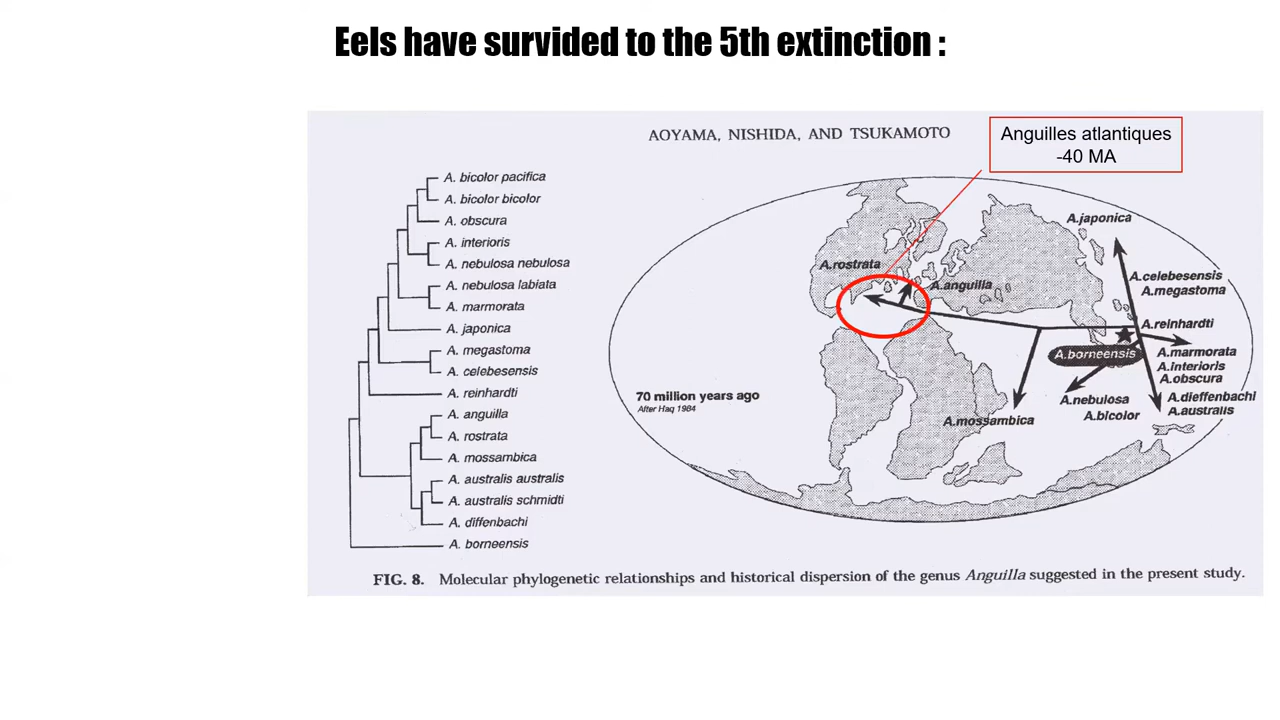 Eels have survided to the 5th extinction :
AOYAMA, NISHIDA, AND TSUKAMOTO
Anguilles atlantiques
-40 MA
A. bicolor pacifica
A. bicolor bicolor
A. obscura
A. interioris
A. nebulosa nebulosa
A. nebulosa labiata
A. marmorata
A. japonica
A. megastoma
A. celebesensis
A. reinhardti
A. anguilla
A. rostrata
A. mossambica
A. australis australis
A. australis schmidti
A. diffenbachi
A. borneensis
A.japonica
A.rostrata
A.anguilla
A.celebesensis
A.megastoma
A.reinhardti
A.borneensis
A.marmorata
A.interioris
A.obscura
70 million years ago
After Haq 1984
A.nebulosa
A.bicolor
A.dieffenbachi
A.australis
A.mossambica
FIG. 8. Molecular phylogenetic relationships and historical dispersion of the genus Anguilla suggested in the present study.